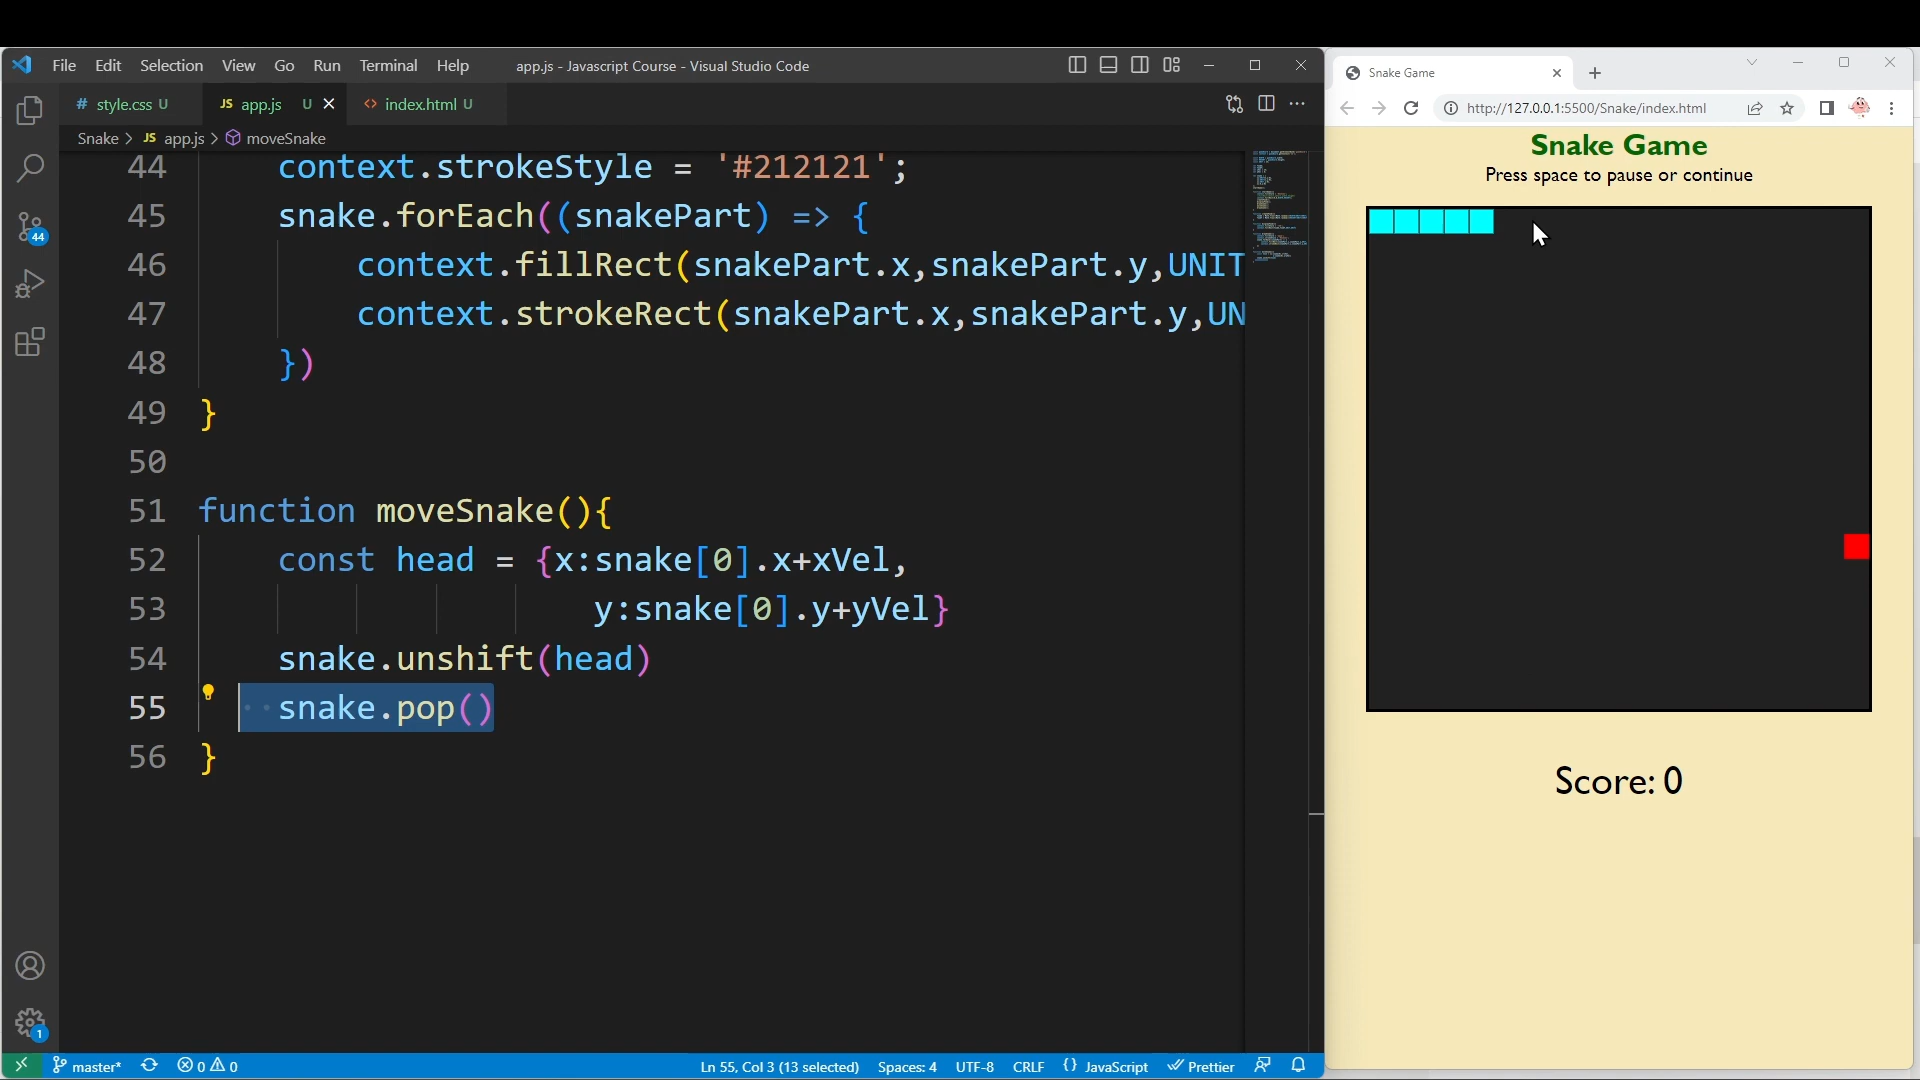 File Edit Selection View Go Run Terminal Help
app.js - Javascript Course - Visual Studio Code
# style.css U
JS app.js U
<> index.html U
Snake > JS app.js > moveSnake
44 context.strokeStyle = '#212121';
45 snake.forEach((snakePart) => {
46 context.fillRect(snakePart.x,snakePart.y,UNIT
47 context.strokeRect(snakePart.x,snakePart.y,UN
48 })
49 }
50
51 function moveSnake(){
52 const head = {x:snake[0].x+xVel,
53 y:snake[0].y+yVel}
54 snake.unshift(head)
55 snake.pop()
56 }
44
1
master* 0 0
Ln 55, Col 3 (13 selected) Spaces: 4 UTF-8 CRLF {} JavaScript Prettier
Snake Game
http://127.0.0.1:5500/Snake/index.html
Snake Game
Press space to pause or continue
Score: 0